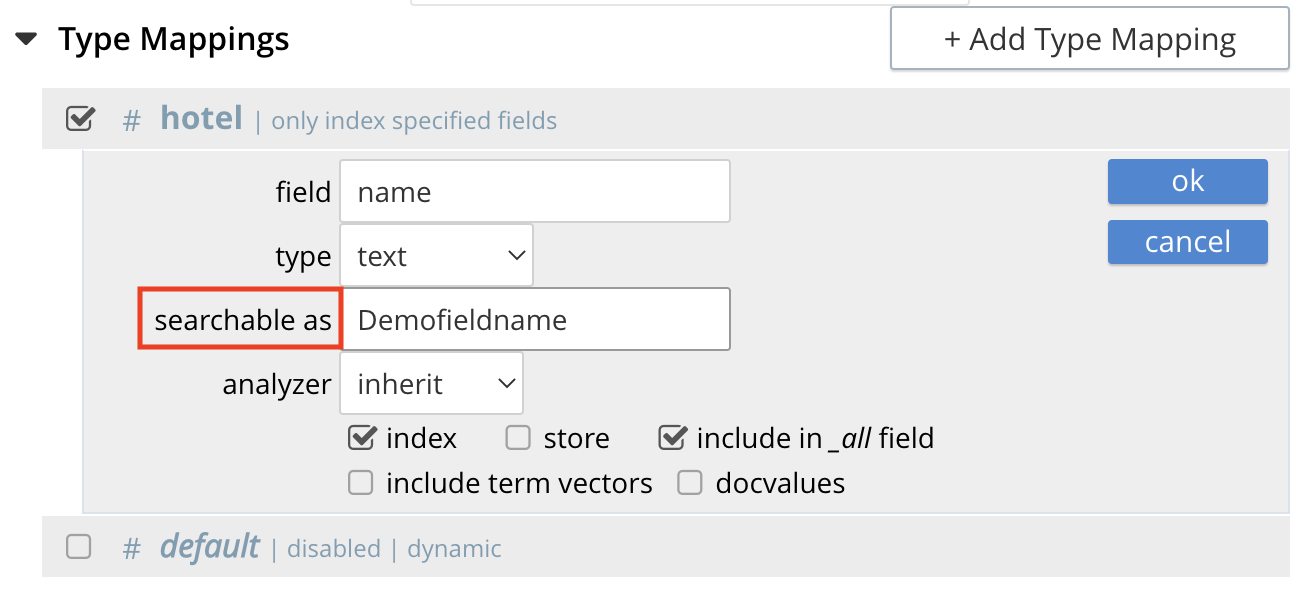 Type Mappings
+ Add Type Mapping
# hotel | only index specified fields
field name
ok
type text
cancel
searchable as Demofieldname
analyzer inherit
index store include in _all field
include term vectors docvalues
# default | disabled | dynamic